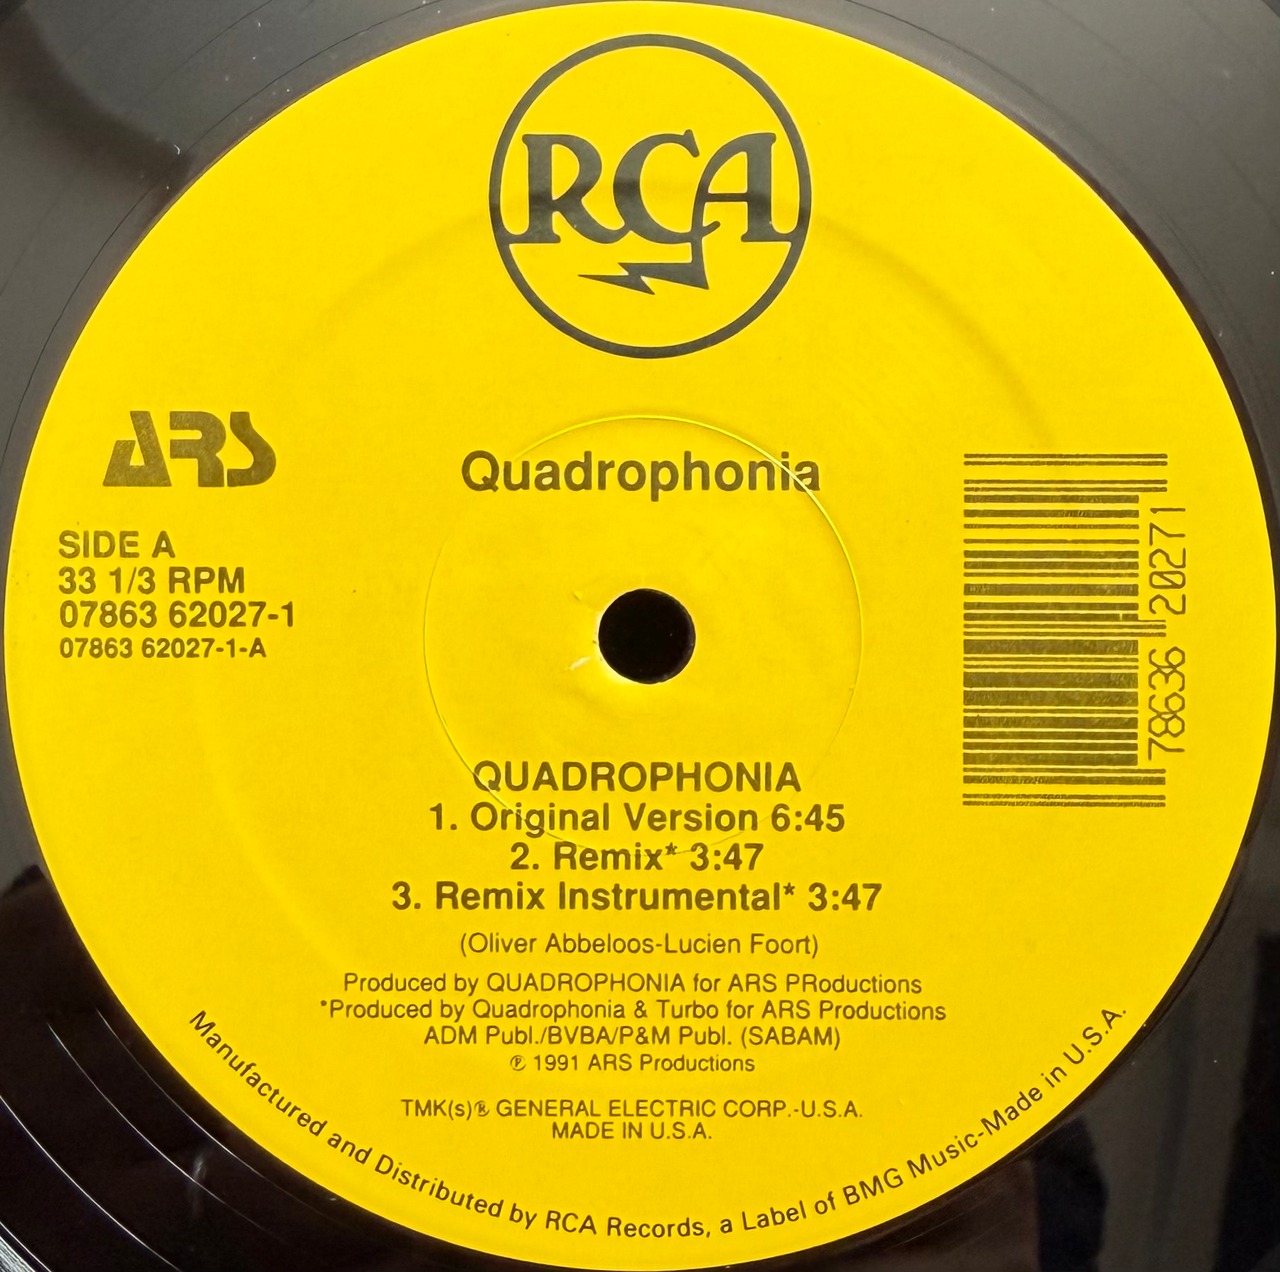 RCA
ARS
Quadrophonia
SIDE A
33 1/3 RPM
07863 62027-1
07863 62027-1-A
78636 20271
QUADROPHONIA
1. Original Version 6:45
2. Remix* 3:47
3. Remix Instrumental* 3:47
(Oliver Abbeloos-Lucien Foort)
Produced by QUADROPHONIA for ARS PRoductions
*Produced by Quadrophonia & Turbo for ARS Productions
ADM Publ./BVBA/P&M Publ. (SABAM)
℗ 1991 ARS Productions
TMK(s)® GENERAL ELECTRIC CORP.-U.S.A.
MADE IN U.S.A.
Manufactured and Distributed by RCA Records, a Label of BMG Music-Made in U.S.A.